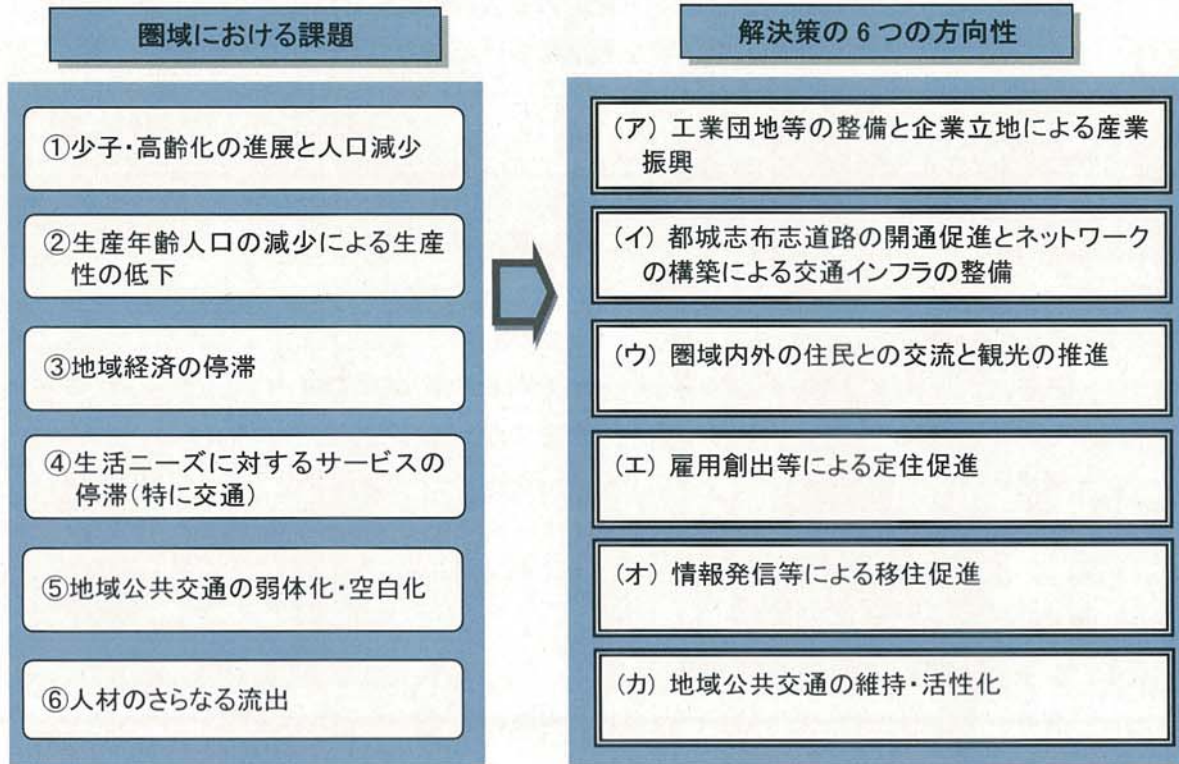 圏域における課題
①少子・高齢化の進展と人口減少
②生産年齢人口の減少による生産
性の低下
③地域経済の停滞
④生活ニーズに対するサービスの
停滞(特に交通)
⑤地域公共交通の弱体化・空白化
⑥人材のさらなる流出
解決策の6つの方向性
(ア) 工業団地等の整備と企業立地による産業
振興
(イ) 都城志布志道路の開通促進とネットワーク
の構築による交通インフラの整備
(ウ) 圏域内外の住民との交流と観光の推進
(エ) 雇用創出等による定住促進
(オ) 情報発信等による移住促進
(カ) 地域公共交通の維持・活性化